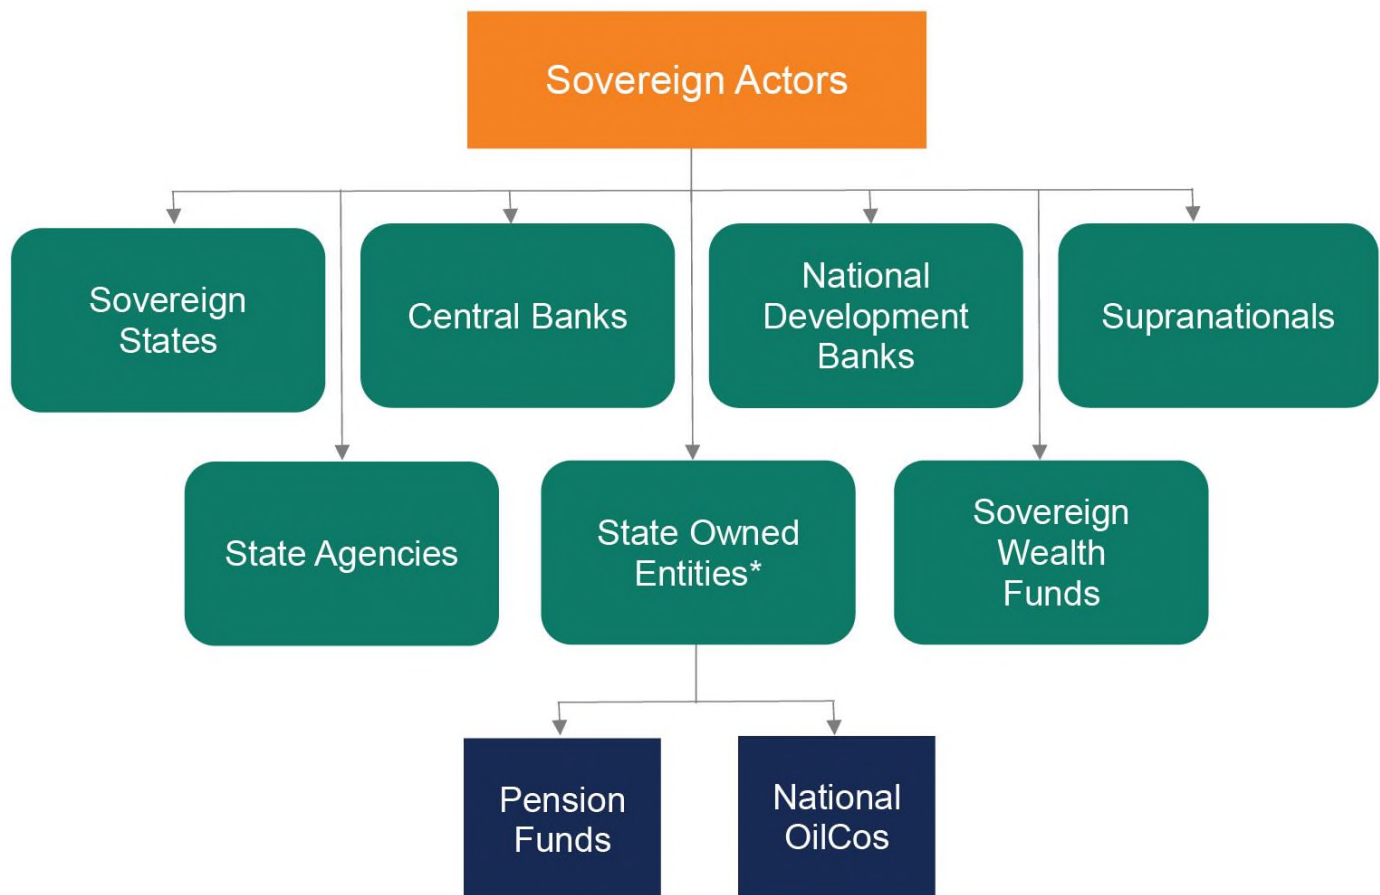 Sovereign Actors
Sovereign
States
Central Banks
National
Development
Banks
Supranationals
State Agencies
State Owned
Entities*
Sovereign
Wealth
Funds
Pension
Funds
National
OilCos